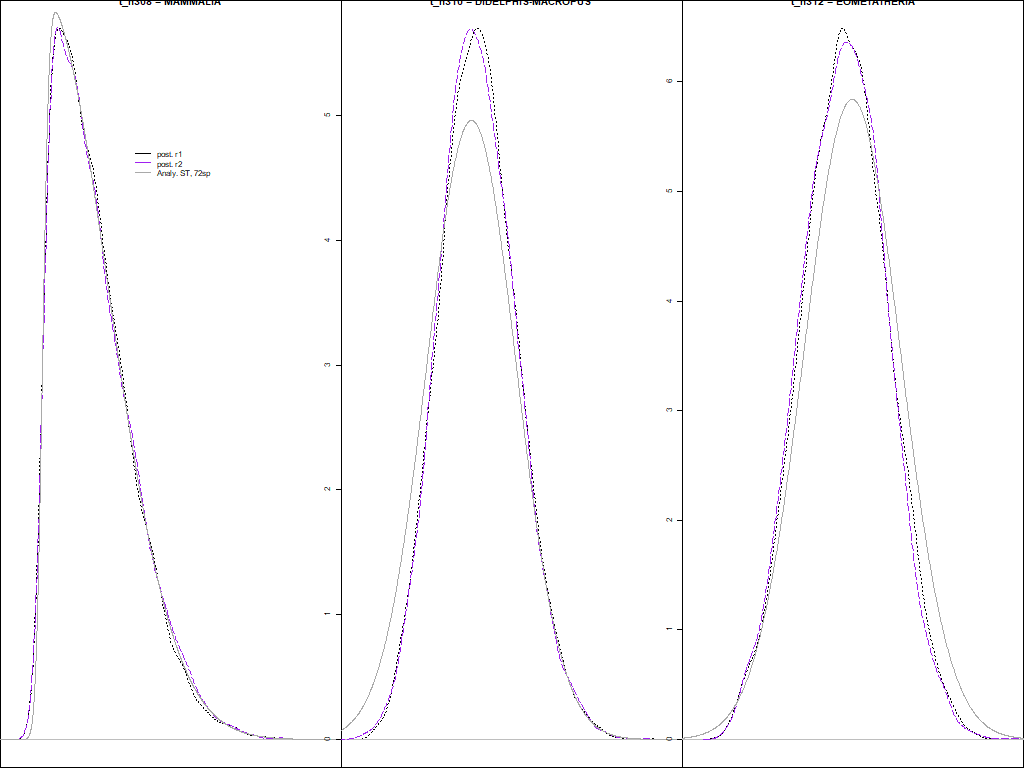 t_n308 = MAMMALIA
t_n310 = DIDELPHIS-MACROPUS
t_n312 = EOMETATHERIA
post. r1
post. r2
Analy. ST, 72sp
5
4
3
2
1
0
6
5
4
3
2
1
0